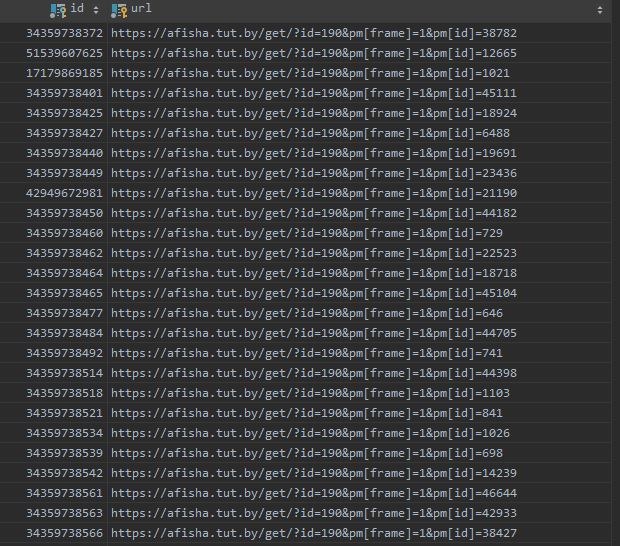 id url
34359738372 https://afisha.tut.by/get/?id=190&pm[frame]=1&pm[id]=38782
51539607625 https://afisha.tut.by/get/?id=190&pm[frame]=1&pm[id]=12665
17179869185 https://afisha.tut.by/get/?id=190&pm[frame]=1&pm[id]=1021
34359738401 https://afisha.tut.by/get/?id=190&pm[frame]=1&pm[id]=45111
34359738425 https://afisha.tut.by/get/?id=190&pm[frame]=1&pm[id]=18924
34359738427 https://afisha.tut.by/get/?id=190&pm[frame]=1&pm[id]=6488
34359738440 https://afisha.tut.by/get/?id=190&pm[frame]=1&pm[id]=19691
34359738449 https://afisha.tut.by/get/?id=190&pm[frame]=1&pm[id]=23436
42949672981 https://afisha.tut.by/get/?id=190&pm[frame]=1&pm[id]=21190
34359738450 https://afisha.tut.by/get/?id=190&pm[frame]=1&pm[id]=44182
34359738460 https://afisha.tut.by/get/?id=190&pm[frame]=1&pm[id]=729
34359738462 https://afisha.tut.by/get/?id=190&pm[frame]=1&pm[id]=22523
34359738464 https://afisha.tut.by/get/?id=190&pm[frame]=1&pm[id]=18718
34359738465 https://afisha.tut.by/get/?id=190&pm[frame]=1&pm[id]=45104
34359738477 https://afisha.tut.by/get/?id=190&pm[frame]=1&pm[id]=646
34359738484 https://afisha.tut.by/get/?id=190&pm[frame]=1&pm[id]=44705
34359738492 https://afisha.tut.by/get/?id=190&pm[frame]=1&pm[id]=741
34359738514 https://afisha.tut.by/get/?id=190&pm[frame]=1&pm[id]=44398
34359738518 https://afisha.tut.by/get/?id=190&pm[frame]=1&pm[id]=1103
34359738521 https://afisha.tut.by/get/?id=190&pm[frame]=1&pm[id]=841
34359738534 https://afisha.tut.by/get/?id=190&pm[frame]=1&pm[id]=1026
34359738539 https://afisha.tut.by/get/?id=190&pm[frame]=1&pm[id]=698
34359738542 https://afisha.tut.by/get/?id=190&pm[frame]=1&pm[id]=14239
34359738561 https://afisha.tut.by/get/?id=190&pm[frame]=1&pm[id]=46644
34359738563 https://afisha.tut.by/get/?id=190&pm[frame]=1&pm[id]=42933
34359738566 https://afisha.tut.by/get/?id=190&pm[frame]=1&pm[id]=38427